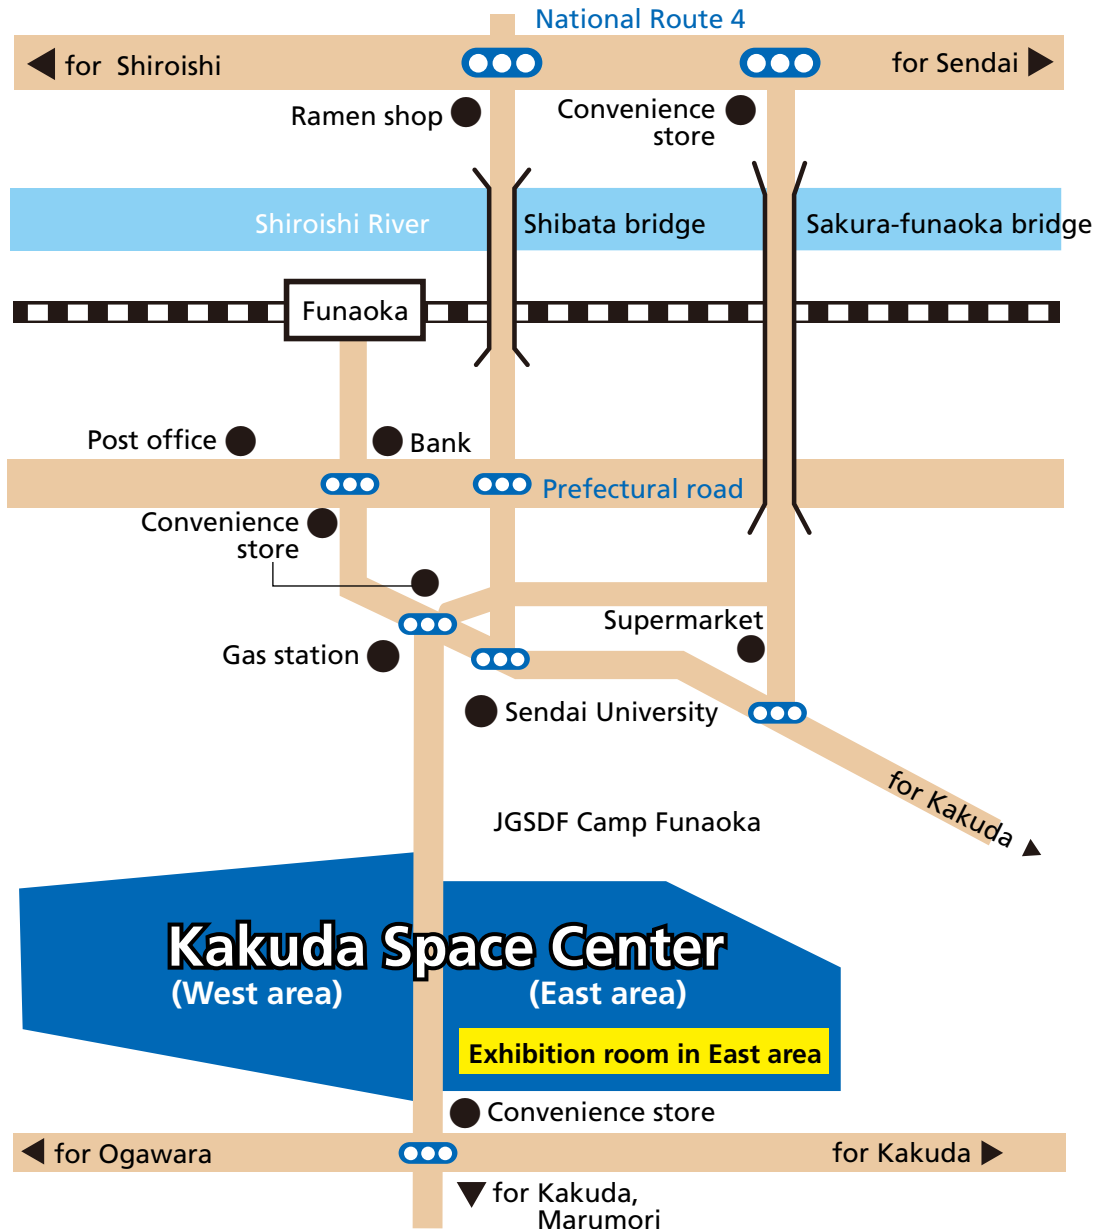 National Route 4
for Shiroishi
for Sendai
Ramen shop
Convenience
store
Shiroishi River
Shibata bridge
Sakura-funaoka bridge
Funaoka
Post office
Bank
Prefectural road
Convenience
store
Supermarket
Gas station
Sendai University
for Kakuda
JGSDF Camp Funaoka
Kakuda Space Center
(West area)
(East area)
Exhibition room in East area
Convenience store
for Ogawara
for Kakuda
for Kakuda,
Marumori